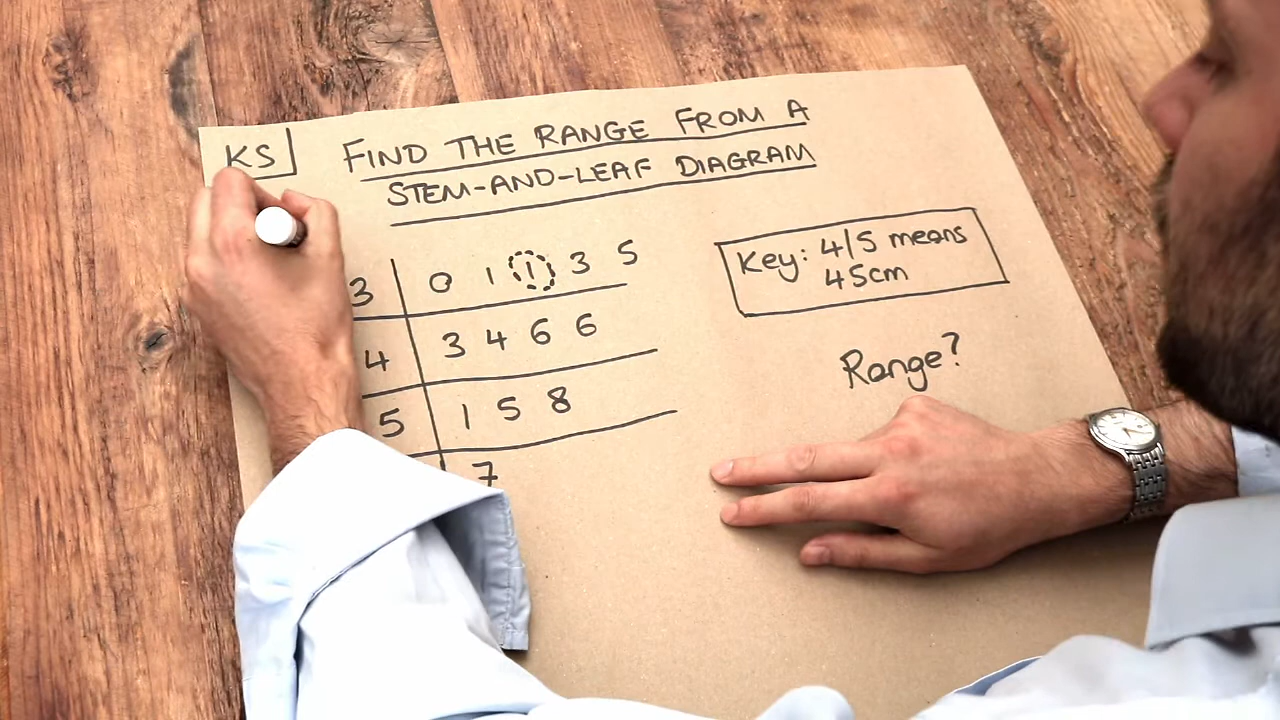 KS
FIND THE RANGE FROM A
STEM-AND-LEAF DIAGRAM
3 0 1 1 3 5
4 3 4 6 6
5 1 5 8
7
Key: 4/5 means
45cm
Range?